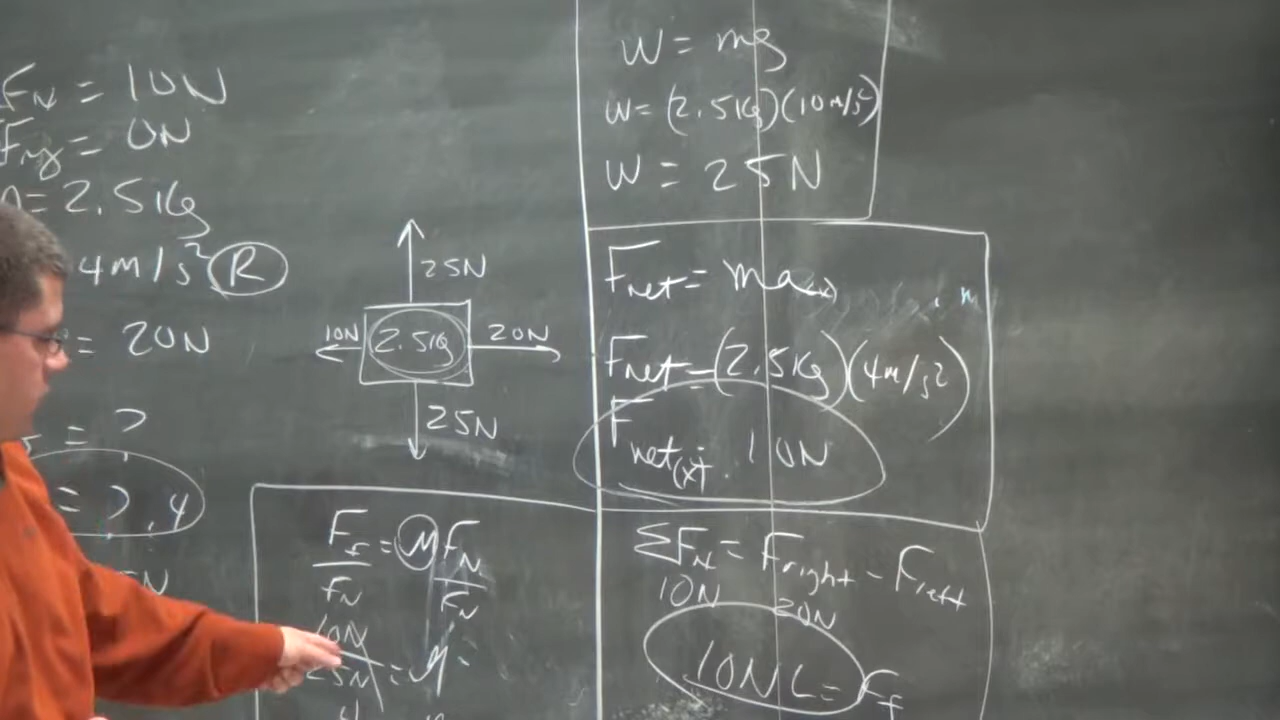 = 10N
= 0N
= 2.5Kg
4m/s² R
= 20N
= ?
= ? .4
25N
10N 2.5Kg 20N
25N
Ff = μ FN
FN FN
10N
25N = μ
W = mg
W = (2.5Kg)(10m/s²)
W = 25N
Fnet = ma(x)
Fnet = (2.5Kg)(4m/s²)
Fnet(x) = 10N
ΣFx = Fright - Fleft
10N 20N
10N L = Ff